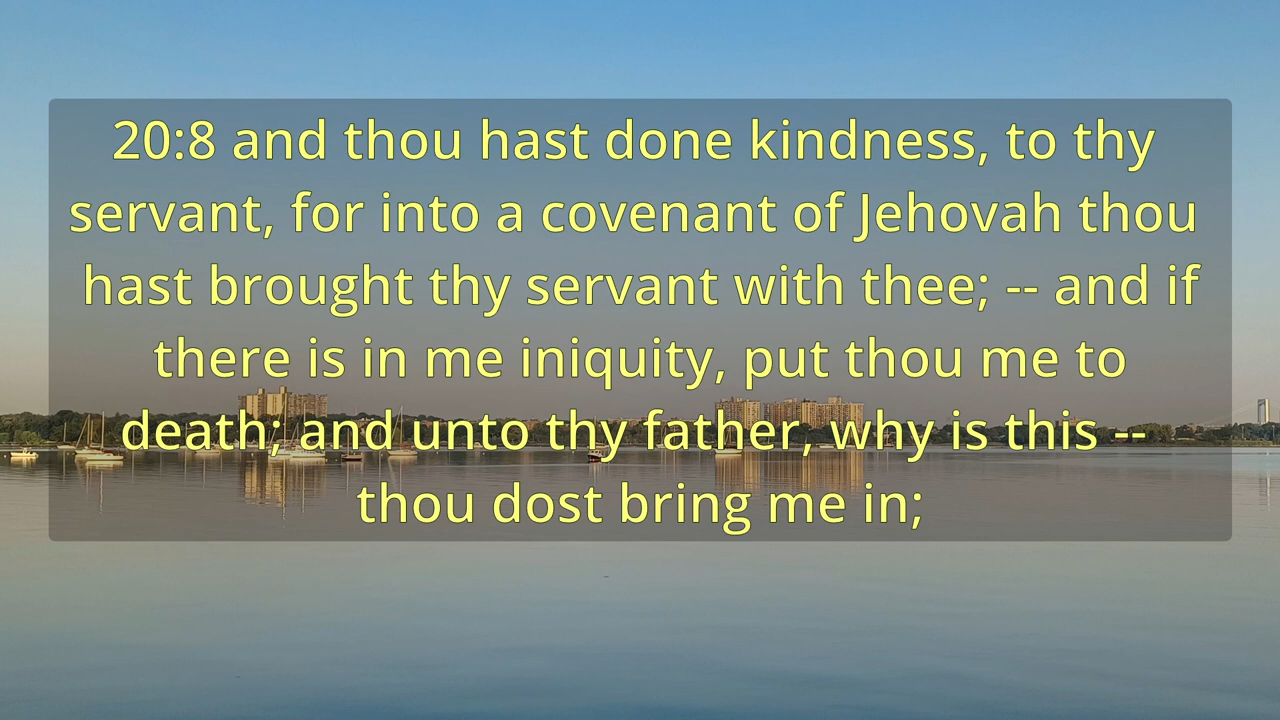 20:8 and thou hast done kindness, to thy
servant, for into a covenant of Jehovah thou
hast brought thy servant with thee; -- and if
there is in me iniquity, put thou me to
death; and unto thy father, why is this --
thou dost bring me in;